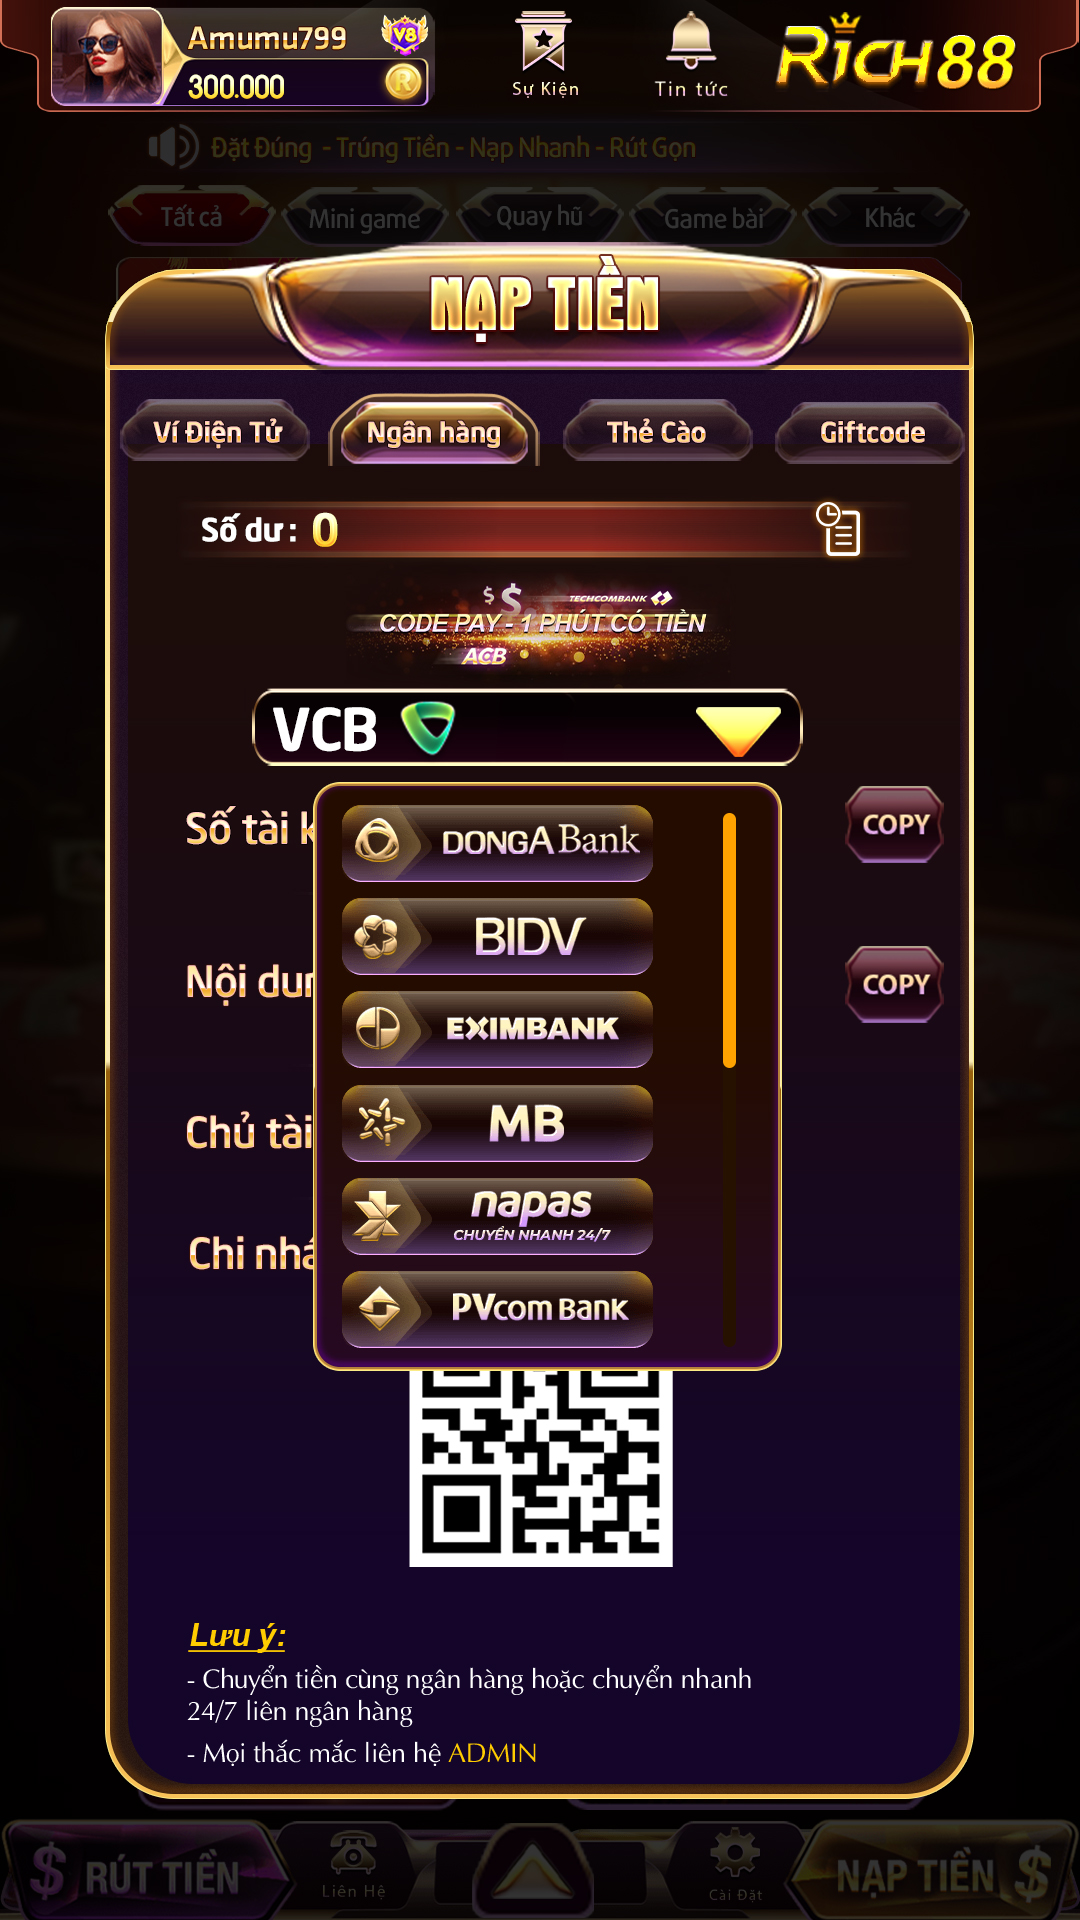 Amumu799
V8
300.000
R
Sự Kiện
Tin tức
RICH88
Đặt Đúng - Trúng Tiền - Nạp Nhanh - Rút Gọn
Tất cả
Mini game
Quay hũ
Game bài
Khác
NẠP TIỀN
Ví Điện Tử
Ngân hàng
Thẻ Cào
Giftcode
Số dư: 0
$ $
TECHCOMBANK
CODE PAY - 1 PHÚT CÓ TIỀN
ACB
VCB
Số tài
COPY
DONGA Bank
BIDV
Nội
COPY
EXIMBANK
Chủ tài
MB
napas
CHUYỂN NHANH 24/7
Chi
PVcom Bank
Lưu ý:
- Chuyển tiền cùng ngân hàng hoặc chuyển nhanh
24/7 liên ngân hàng
- Mọi thắc mắc liên hệ ADMIN
$ RÚT TIỀN
Liên Hệ
Cài Đặt
NẠP TIỀN $